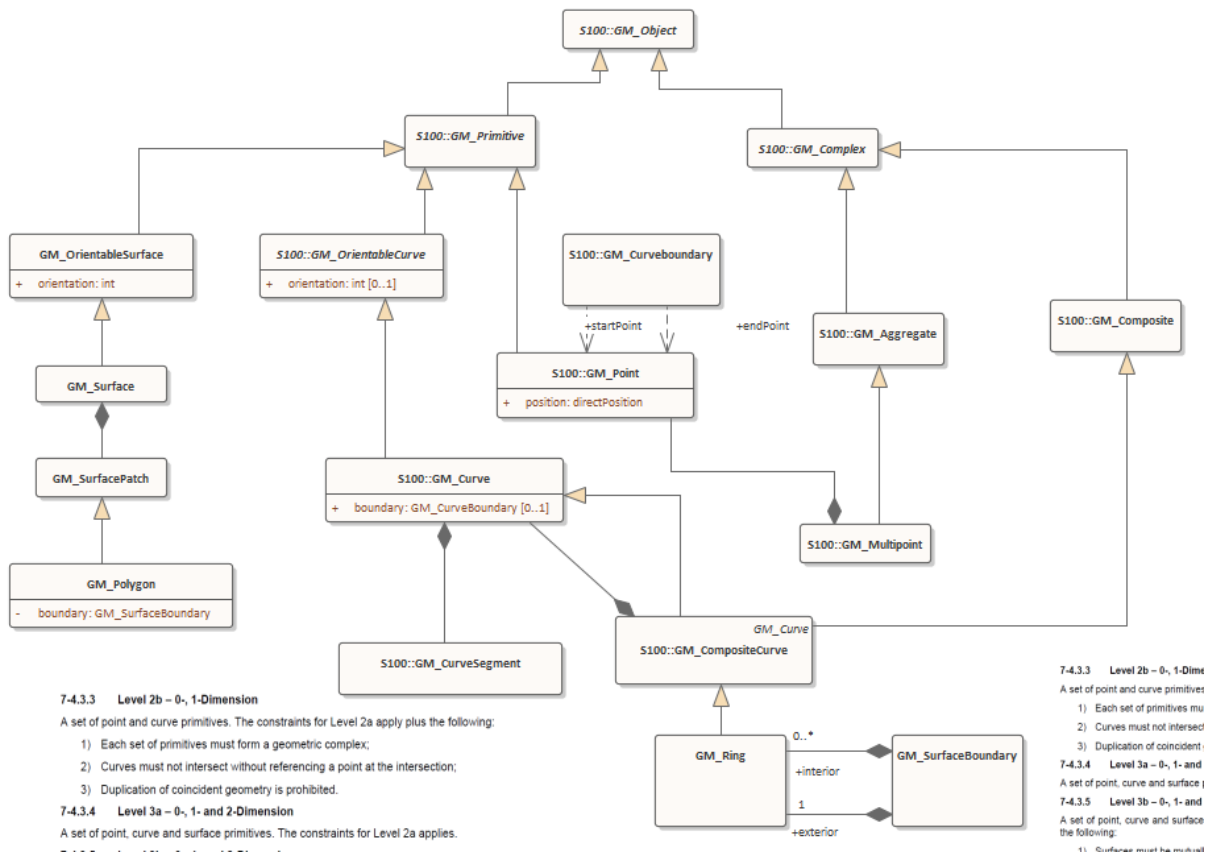 S100::GM_Object
S100::GM_Primitive
S100::GM_Complex
GM_OrientableSurface
+ orientation: int
S100::GM_OrientableCurve
+ orientation: int [0..1]
S100::GM_Curveboundary
+startPoint
+endPoint
S100::GM_Aggregate
S100::GM_Composite
GM_Surface
S100::GM_Point
+ position: directPosition
GM_SurfacePatch
S100::GM_Curve
+ boundary: GM_CurveBoundary [0..1]
S100::GM_Multipoint
GM_Polygon
- boundary: GM_SurfaceBoundary
GM_Curve
S100::GM_CompositeCurve
S100::GM_CurveSegment
GM_Ring
0..*
+interior
1
+exterior
GM_SurfaceBoundary
7-4.3.3 Level 2b – 0-, 1-Dimension
A set of point and curve primitives. The constraints for Level 2a apply plus the following:
1) Each set of primitives must form a geometric complex;
2) Curves must not intersect without referencing a point at the intersection;
3) Duplication of coincident geometry is prohibited.
7-4.3.4 Level 3a – 0-, 1- and 2-Dimension
A set of point, curve and surface primitives. The constraints for Level 2a applies.
7-4.3.3 Level 2b – 0-, 1-Dime
A set of point and curve primitives
1) Each set of primitives mu
2) Curves must not intersect
3) Duplication of coincident
7-4.3.4 Level 3a – 0-, 1- and
A set of point, curve and surface
7-4.3.5 Level 3b – 0-, 1- and
A set of point, curve and surface
the following:
1) Surfaces must be mutuall